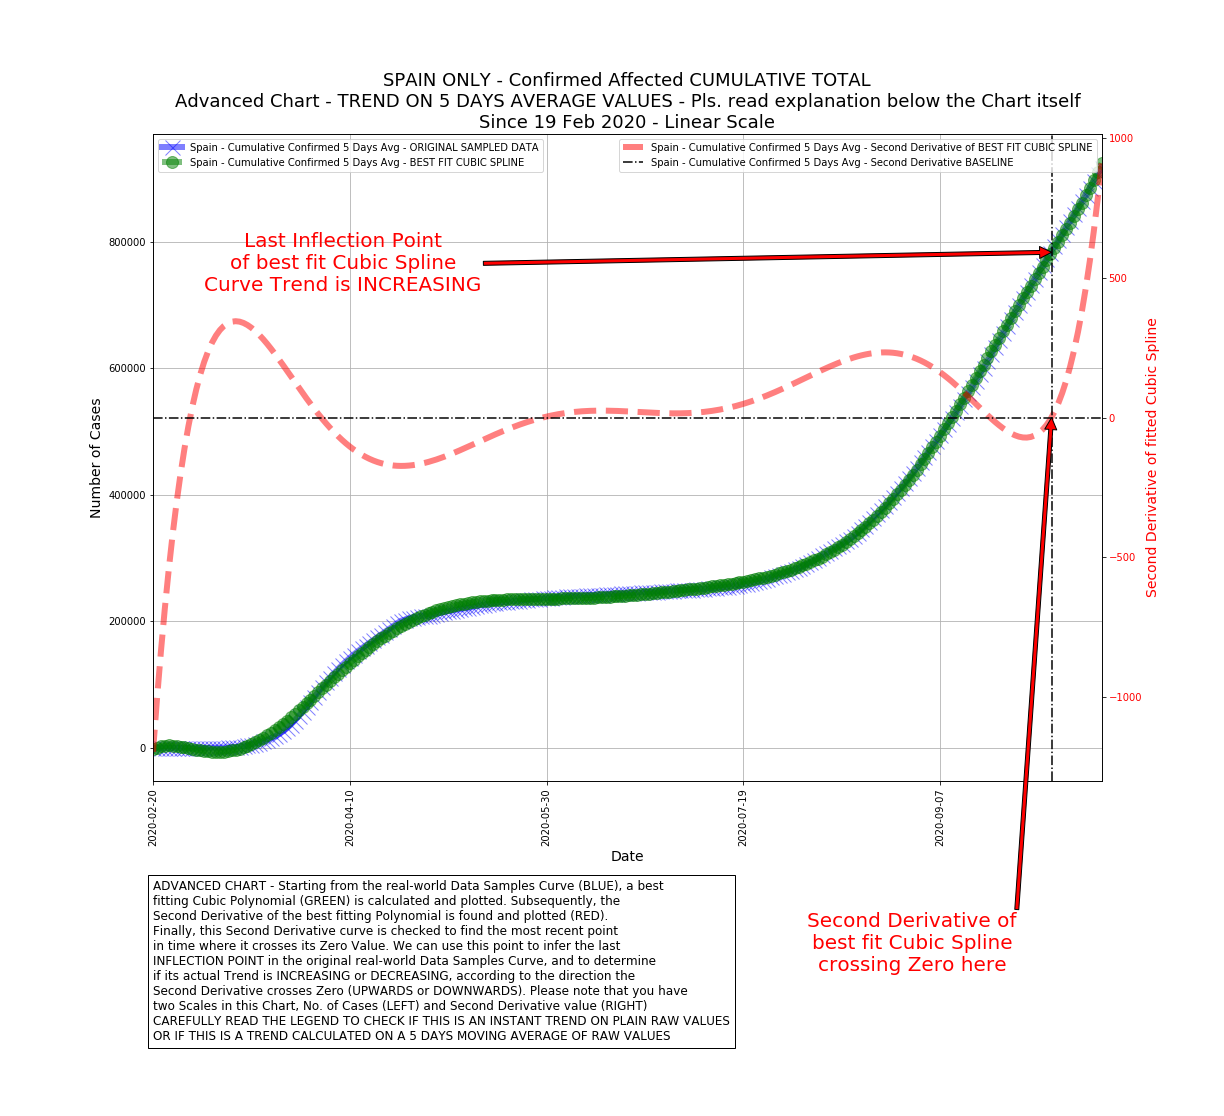 SPAIN ONLY - Confirmed Affected CUMULATIVE TOTAL
Advanced Chart - TREND ON 5 DAYS AVERAGE VALUES - Pls. read explanation below the Chart itself
Since 19 Feb 2020 - Linear Scale
Spain - Cumulative Confirmed 5 Days Avg - ORIGINAL SAMPLED DATA
Spain - Cumulative Confirmed 5 Days Avg - BEST FIT CUBIC SPLINE
Spain - Cumulative Confirmed 5 Days Avg - Second Derivative of BEST FIT CUBIC SPLINE
Spain - Cumulative Confirmed 5 Days Avg - Second Derivative BASELINE
Last Inflection Point
of best fit Cubic Spline
Curve Trend is INCREASING
Number of Cases
800000
600000
400000
200000
0
1000
500
0
−500
−1000
Second Derivative of fitted Cubic Spline
2020-02-20
2020-04-10
2020-05-30
2020-07-19
2020-09-07
Date
Second Derivative of
best fit Cubic Spline
crossing Zero here
ADVANCED CHART - Starting from the real-world Data Samples Curve (BLUE), a best
fitting Cubic Polynomial (GREEN) is calculated and plotted. Subsequently, the
Second Derivative of the best fitting Polynomial is found and plotted (RED).
Finally, this Second Derivative curve is checked to find the most recent point
in time where it crosses its Zero Value. We can use this point to infer the last
INFLECTION POINT in the original real-world Data Samples Curve, and to determine
if its actual Trend is INCREASING or DECREASING, according to the direction the
Second Derivative crosses Zero (UPWARDS or DOWNWARDS). Please note that you have
two Scales in this Chart, No. of Cases (LEFT) and Second Derivative value (RIGHT)
CAREFULLY READ THE LEGEND TO CHECK IF THIS IS AN INSTANT TREND ON PLAIN RAW VALUES
OR IF THIS IS A TREND CALCULATED ON A 5 DAYS MOVING AVERAGE OF RAW VALUES